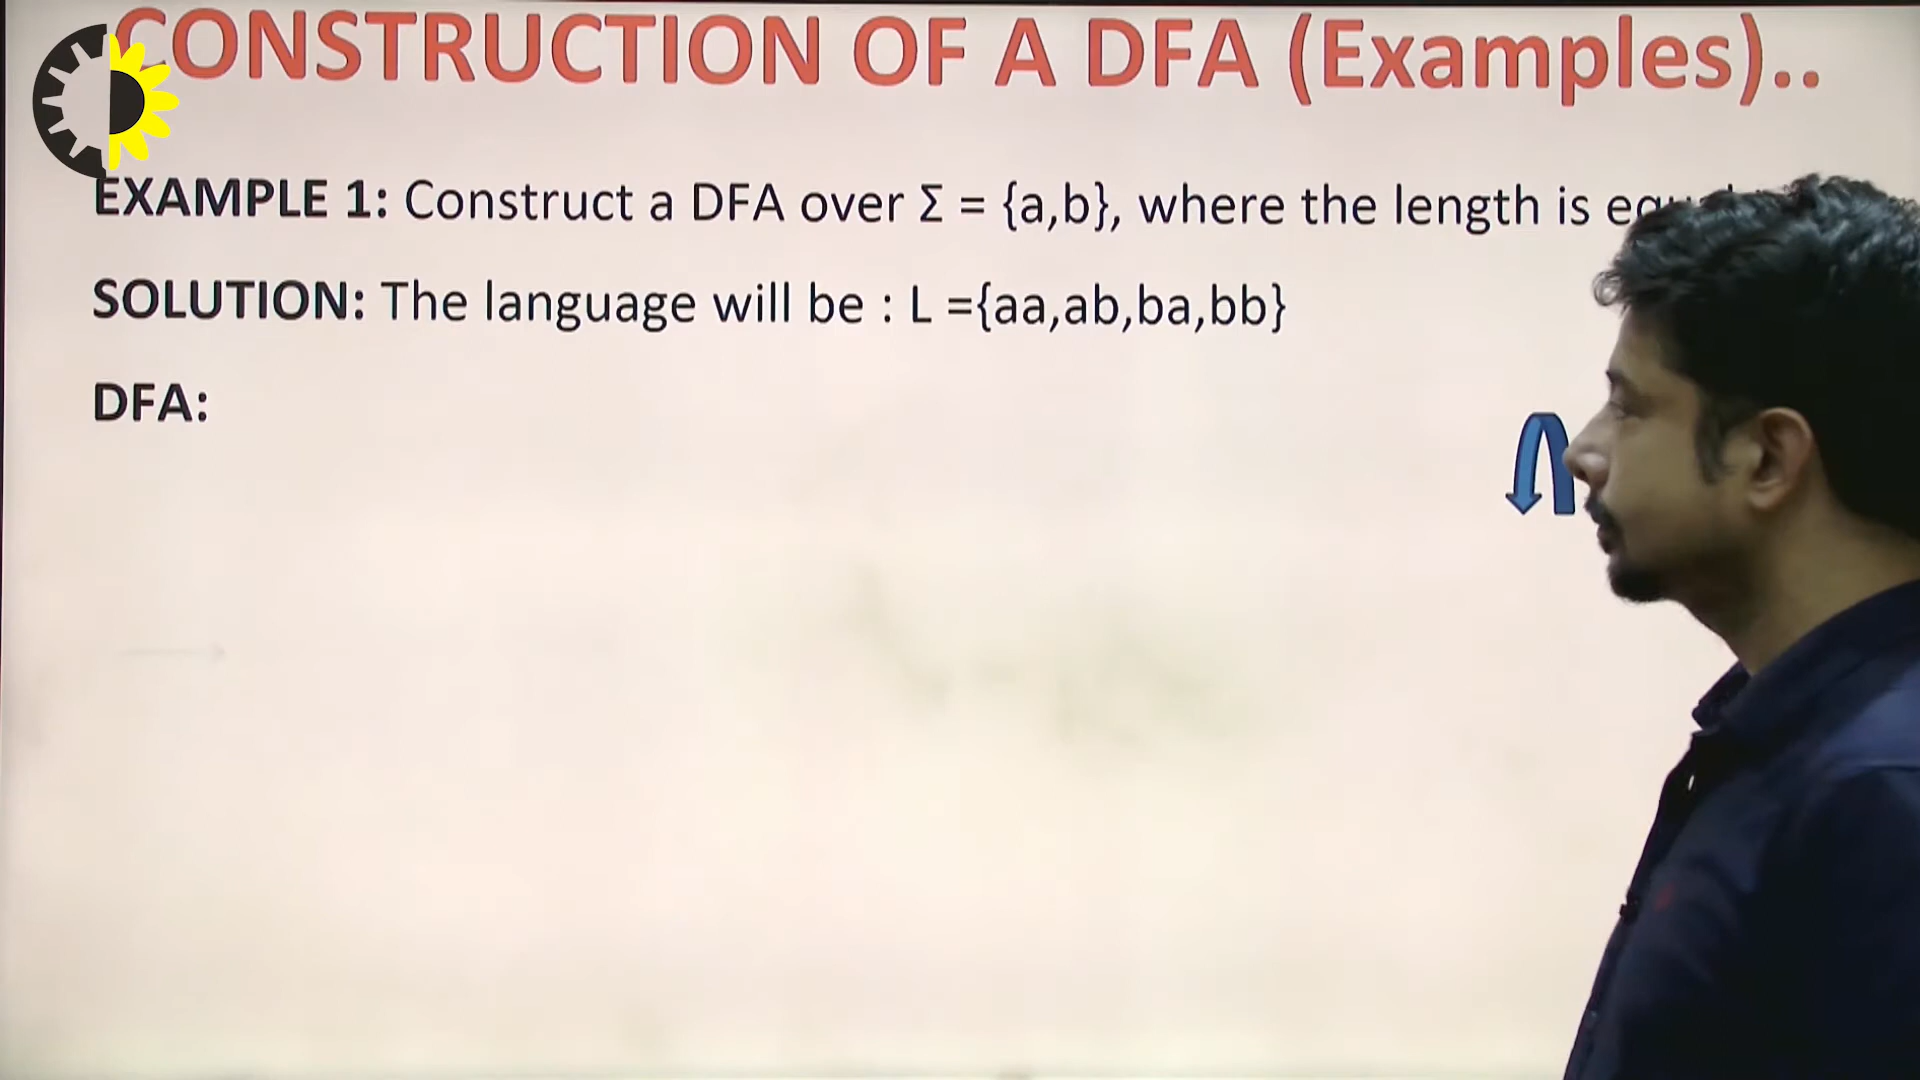 CONSTRUCTION OF A DFA (Examples)..
EXAMPLE 1: Construct a DFA over Σ = {a,b}, where the length is
SOLUTION: The language will be : L ={aa,ab,ba,bb}
DFA: